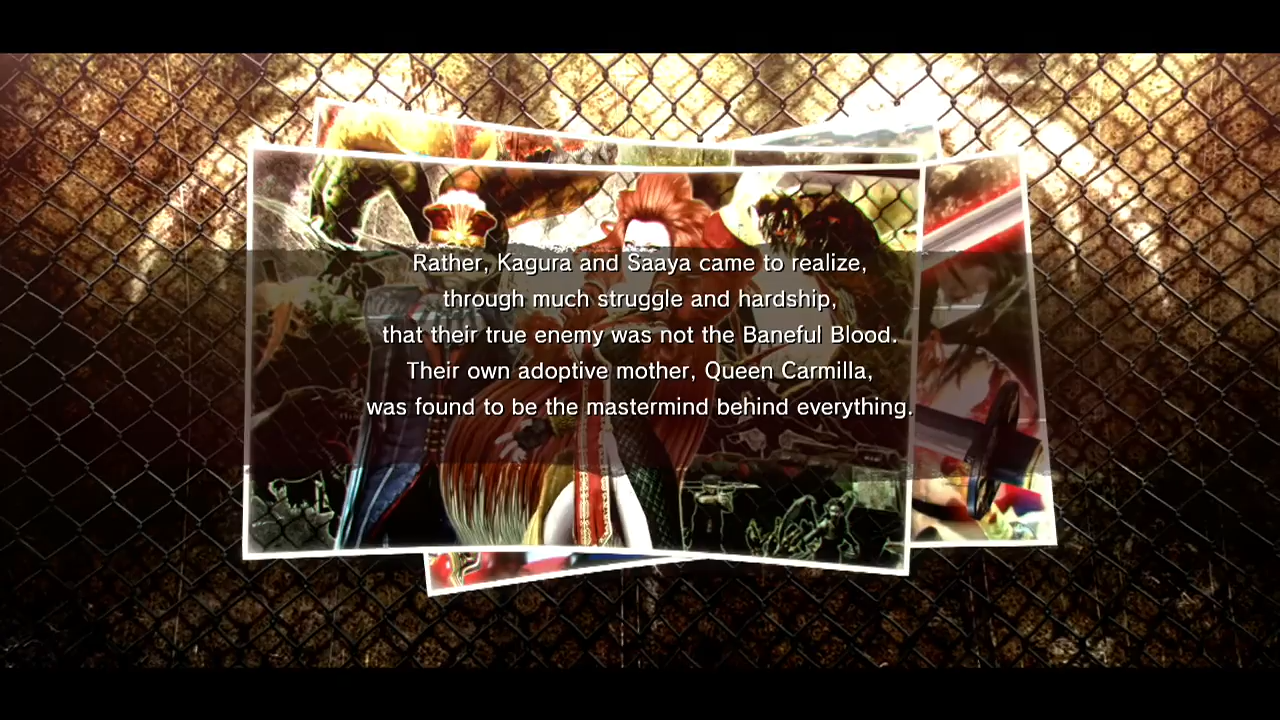 Rather, Kagura and Saaya came to realize,
through much struggle and hardship,
that their true enemy was not the Baneful Blood.
Their own adoptive mother, Queen Carmilla,
was found to be the mastermind behind everything.